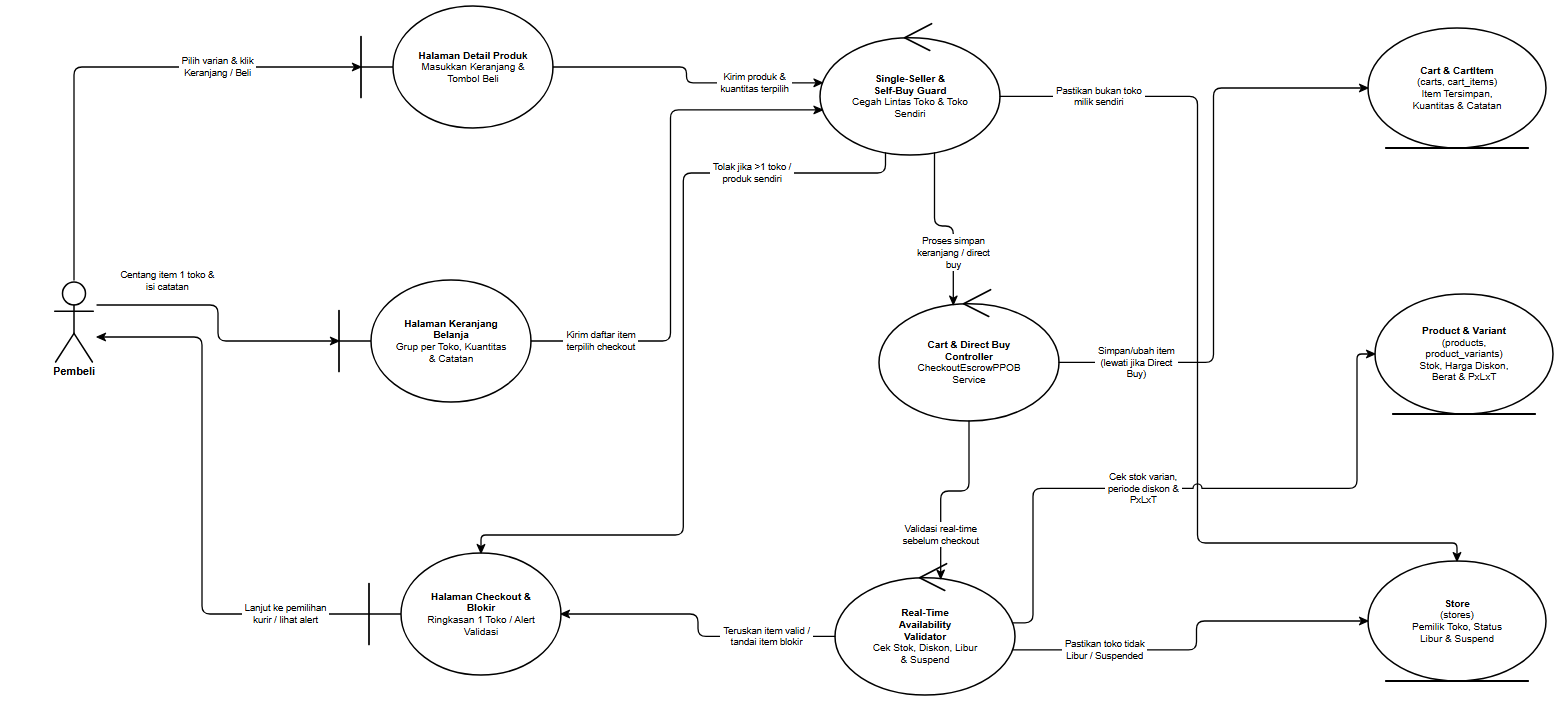 Pilih varian & klik
Keranjang / Beli
Halaman Detail Produk
Masukkan Keranjang &
Tombol Beli
Kirim produk &
kuantitas terpilih
Single-Seller &
Self-Buy Guard
Cegah Lintas Toko & Toko
Sendiri
Pastikan bukan toko
milik sendiri
Cart & CartItem
(carts, cart_items)
Item Tersimpan,
Kuantitas & Catatan
Tolak jika >1 toko /
produk sendiri
Proses simpan
keranjang / direct
buy
Centang item 1 toko &
isi catatan
Pembeli
Halaman Keranjang
Belanja
Grup per Toko, Kuantitas
& Catatan
Kirim daftar item
terpilih checkout
Cart & Direct Buy
Controller
CheckoutEscrowPPOB
Service
Simpan/ubah item
(lewati jika Direct
Buy)
Product & Variant
(products,
product_variants)
Stok, Harga Diskon,
Berat & PxLxT
Cek stok varian,
periode diskon &
PxLxT
Validasi real-time
sebelum checkout
Lanjut ke pemilihan
kurir / lihat alert
Halaman Checkout &
Blokir
Ringkasan 1 Toko / Alert
Validasi
Teruskan item valid /
tandai item blokir
Real-Time
Availability
Validator
Cek Stok, Diskon, Libur
& Suspend
Pastikan toko tidak
Libur / Suspended
Store
(stores)
Pemilik Toko, Status
Libur & Suspend